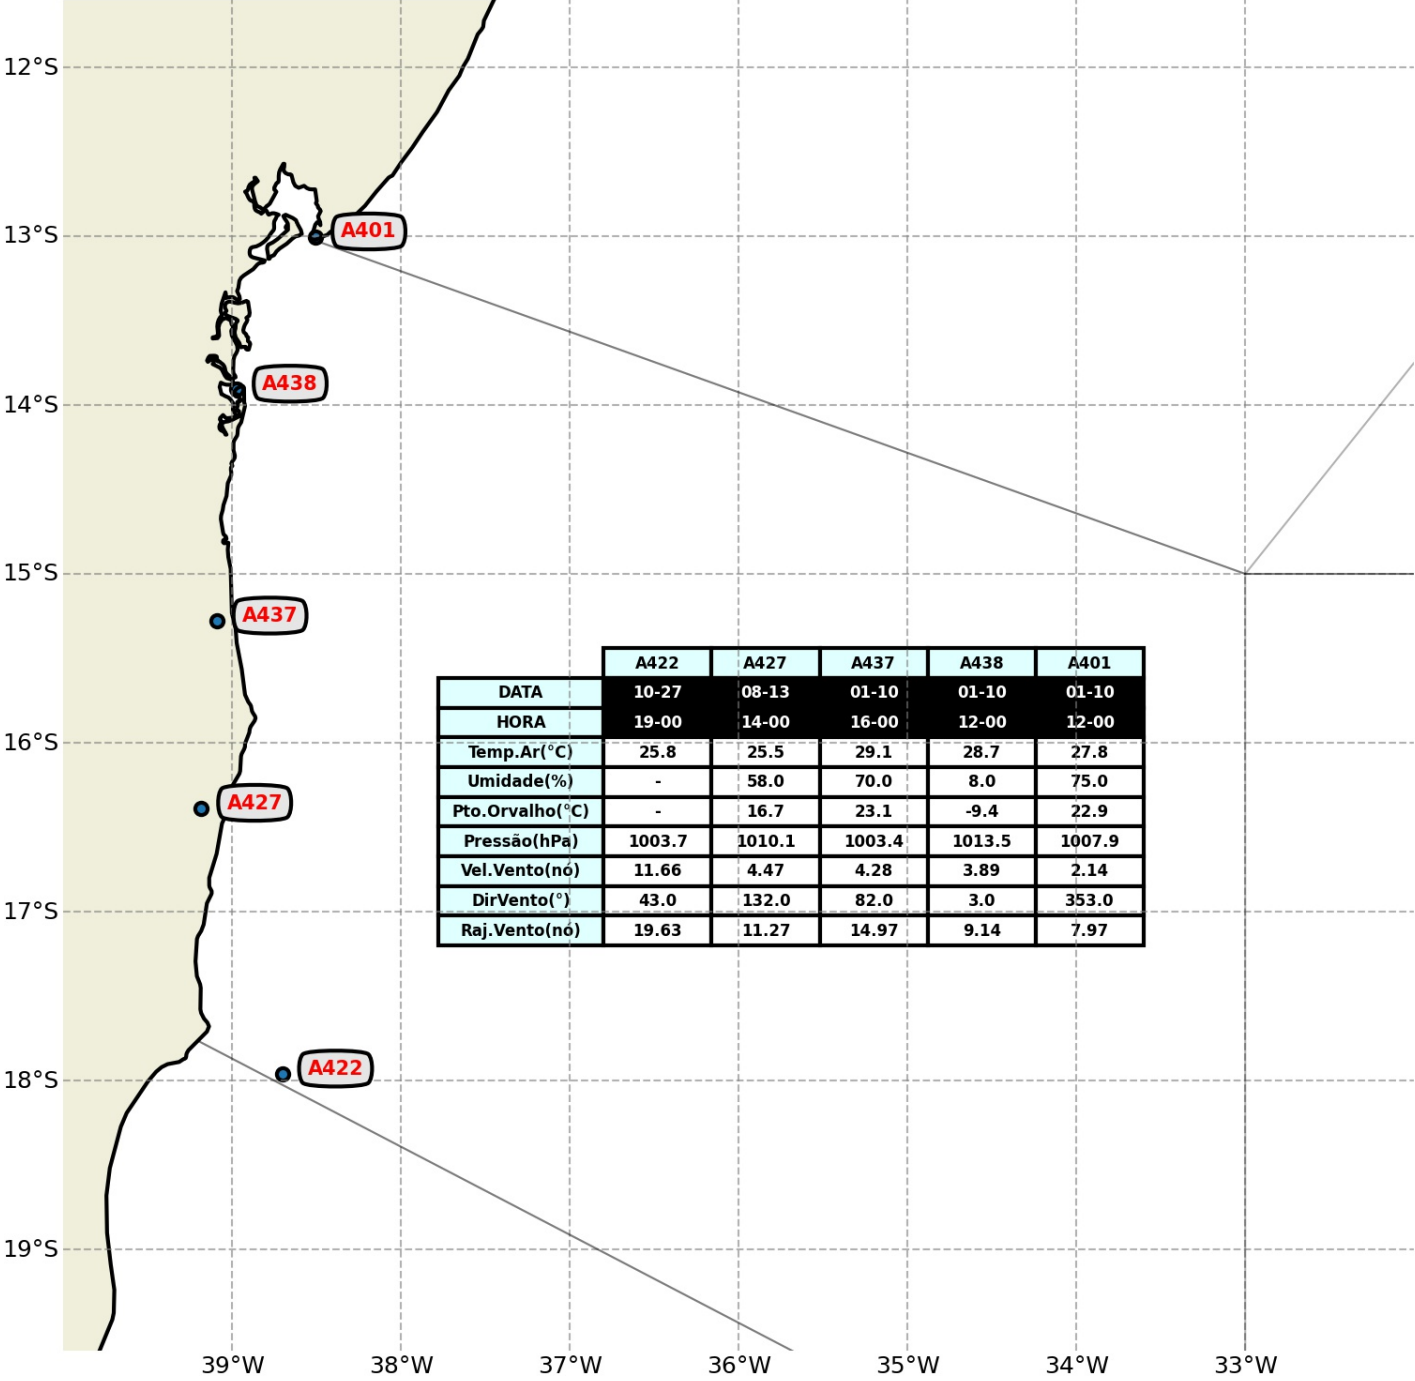 12°S
13°S
A401
A438
14°S
15°S
A437
A422 A427 A437 A438 A401
DATA 10-27 08-13 01-10 01-10 01-10
HORA 19-00 14-00 16-00 12-00 12-00
16°S
Temp.Ar(°C) 25.8 25.5 29.1 28.7 27.8
Umidade(%) - 58.0 70.0 8.0 75.0
A427
Pto.Orvalho(°C) - 16.7 23.1 -9.4 22.9
Pressão(hPa) 1003.7 1010.1 1003.4 1013.5 1007.9
Vel.Vento(nó) 11.66 4.47 4.28 3.89 2.14
DirVento(°) 43.0 132.0 82.0 3.0 353.0
17°S
Raj.Vento(nó) 19.63 11.27 14.97 9.14 7.97
A422
18°S
19°S
39°W 38°W 37°W 36°W 35°W 34°W 33°W